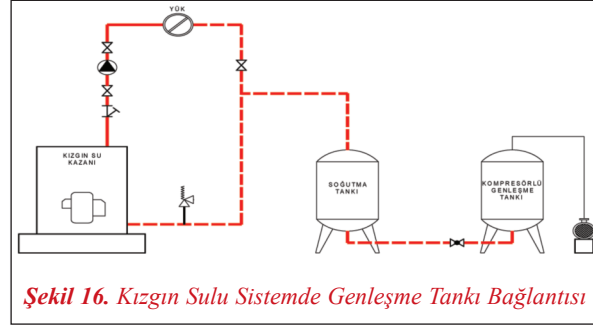 YÜK
KIZGIN SU
KAZANI
SOĞUTMA
TANKI
KOMPRESÖRLÜ
GENLEŞME
TANKI
Şekil 16. Kızgın Sulu Sistemde Genleşme Tankı Bağlantısı